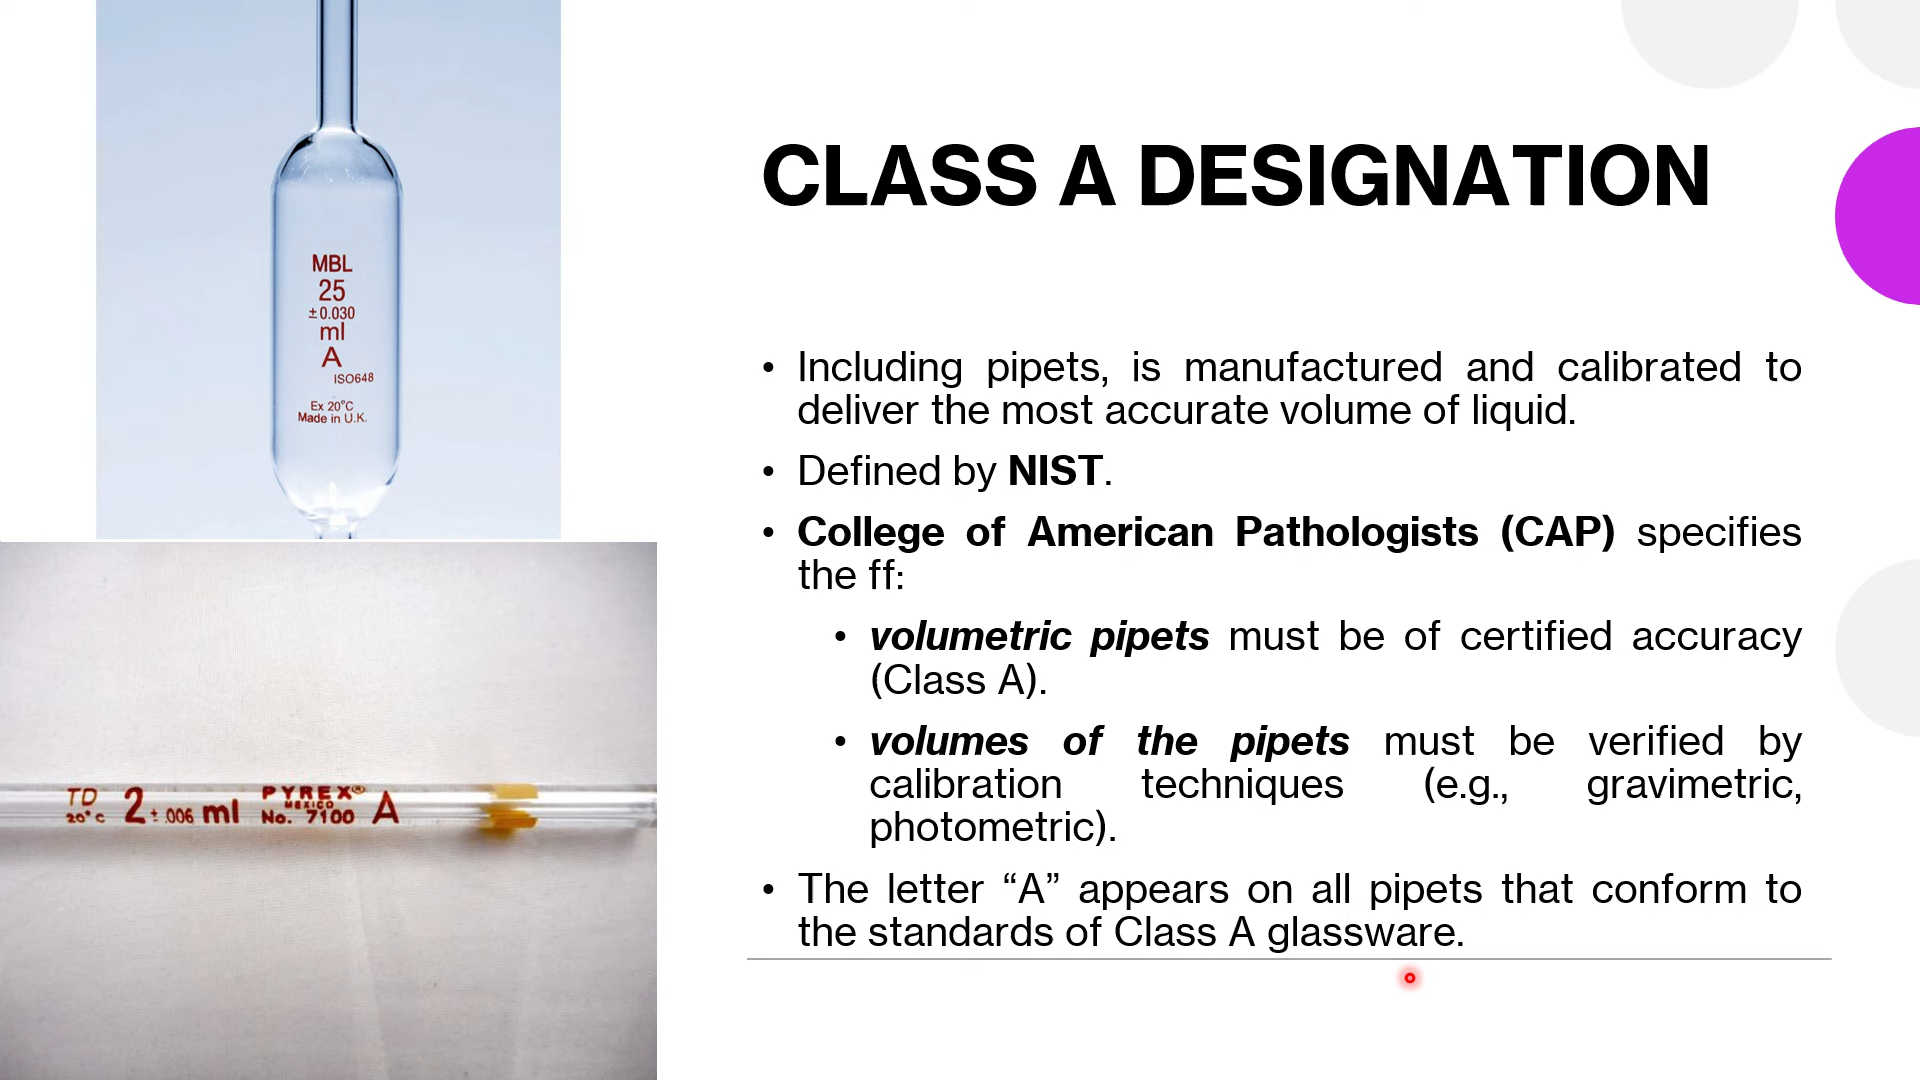 MBL
25
±0.030
ml
A
ISO648
Ex 20°C
Made in U.K.
TD 2 ± .006 ml PYREX® A
20°C MEXICO
No. 7100
CLASS A DESIGNATION
• Including pipets, is manufactured and calibrated to
deliver the most accurate volume of liquid.
• Defined by NIST.
• College of American Pathologists (CAP) specifies
the ff:
• volumetric pipets must be of certified accuracy
(Class A).
• volumes of the pipets must be verified by
calibration techniques (e.g., gravimetric,
photometric).
• The letter “A” appears on all pipets that conform to
the standards of Class A glassware.